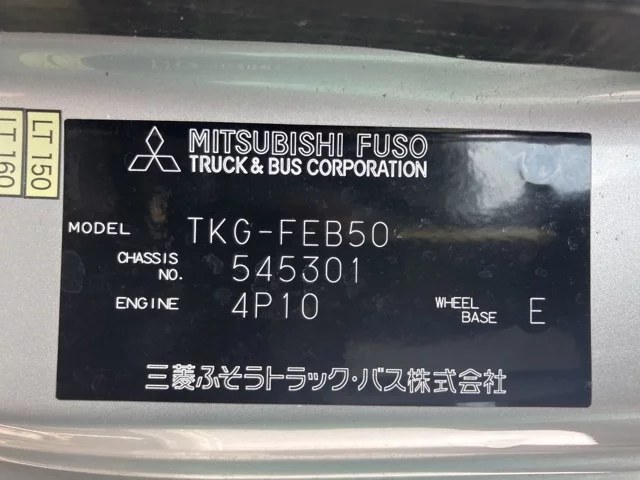 MITSUBISHI FUSO
TRUCK & BUS CORPORATION
MODEL TKG-FEB50
CHASSIS NO. 545301
ENGINE 4P10 WHEEL BASE E
三菱ふそうトラック・バス株式会社
LT 150
LT 160